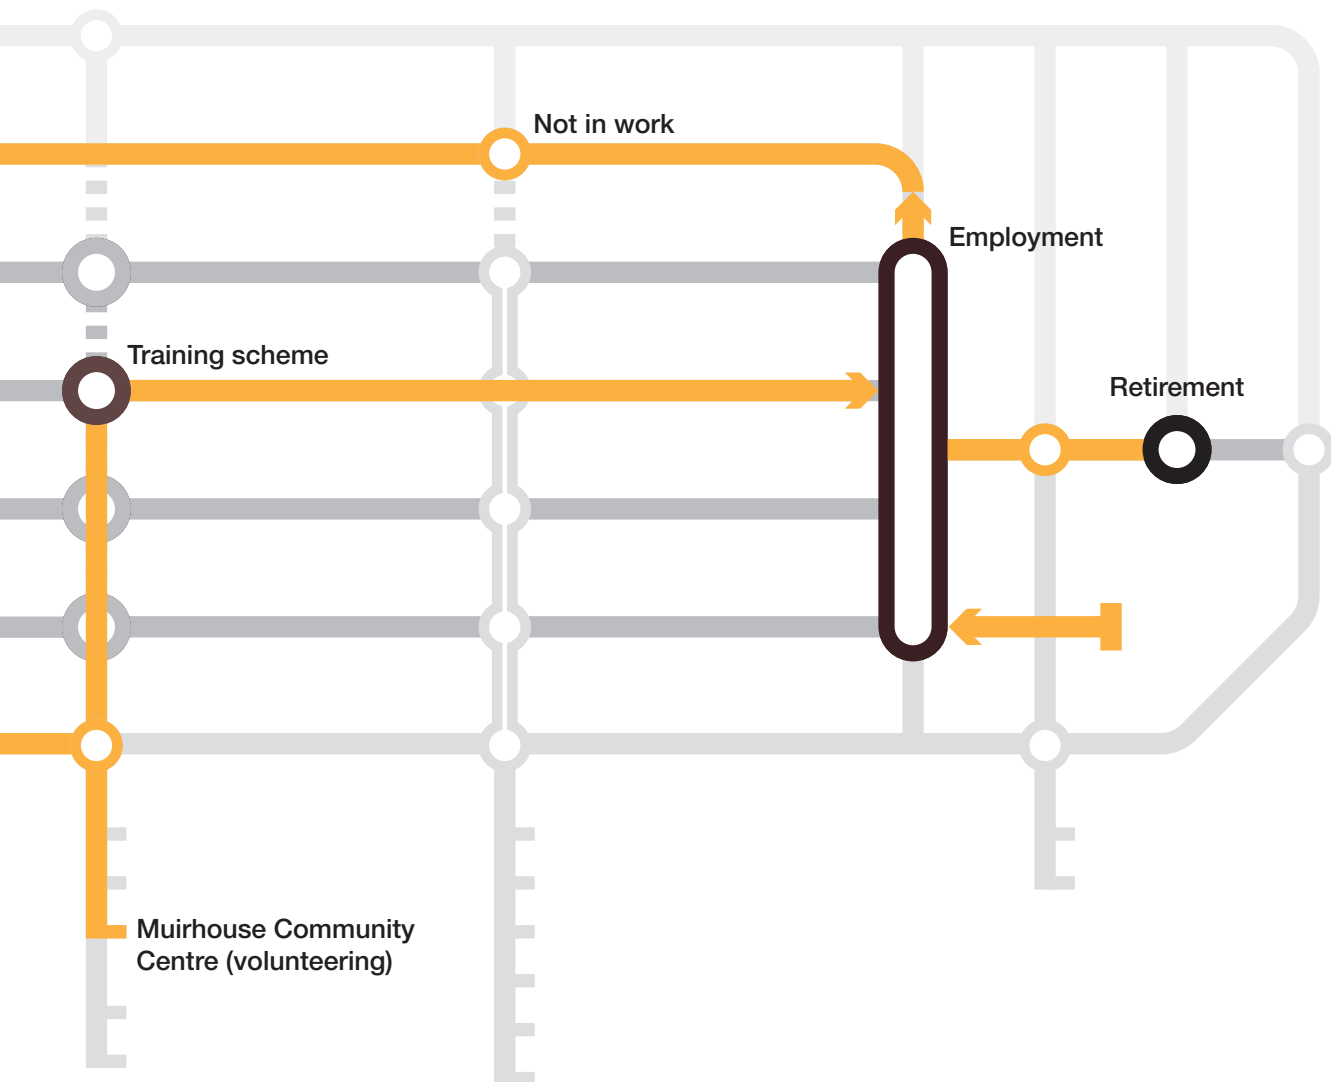 Not in work
Employment
Training scheme
Retirement
Muirhouse Community
Centre (volunteering)